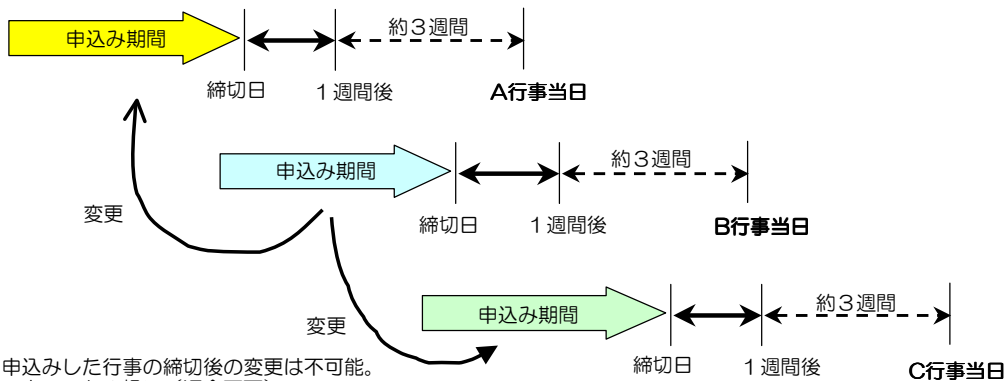 申込み期間
約３週間
締切日
１週間後
A行事当日
申込み期間
約３週間
変更
締切日
１週間後
B行事当日
申込み期間
約３週間
変更
締切日
１週間後
C行事当日
申込みした行事の締切後の変更は不可能。